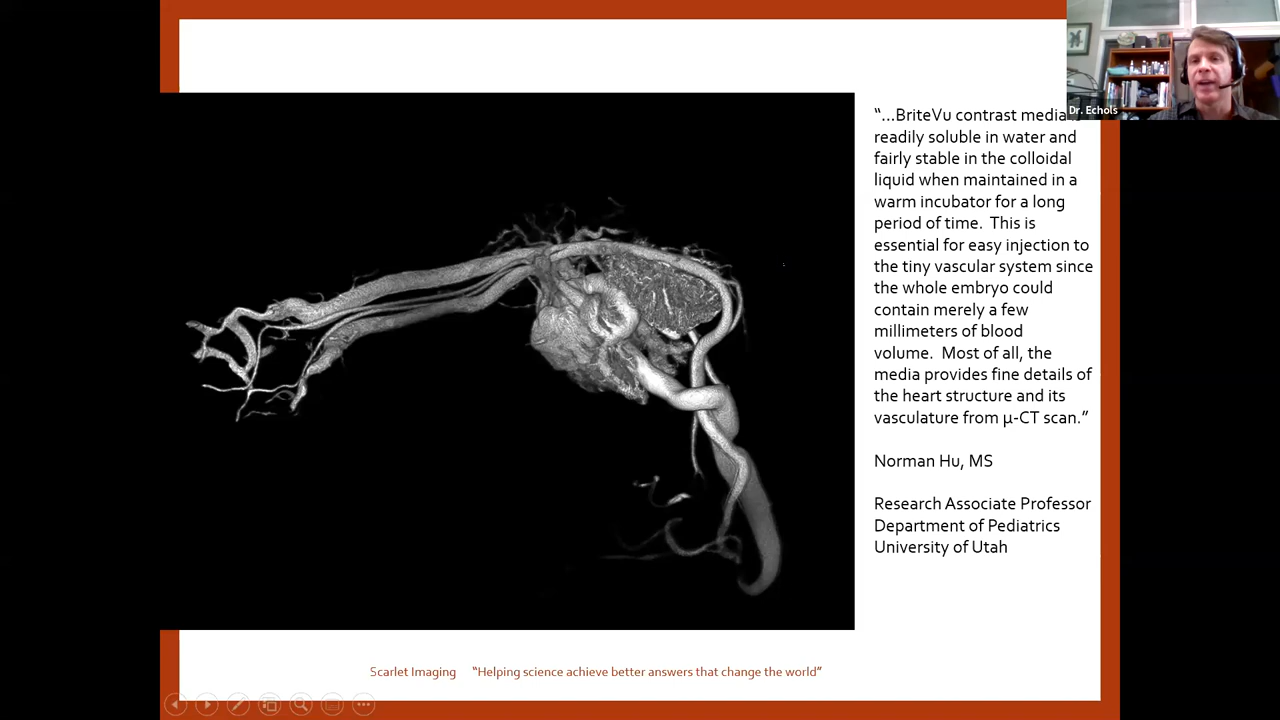 Dr. Echols
“...BriteVu contrast media
readily soluble in water and
fairly stable in the colloidal
liquid when maintained in a
warm incubator for a long
period of time.  This is
essential for easy injection to
the tiny vascular system since
the whole embryo could
contain merely a few
millimeters of blood
volume.  Most of all, the
media provides fine details of
the heart structure and its
vasculature from µ-CT scan.”
Norman Hu, MS
Research Associate Professor
Department of Pediatrics
University of Utah
Scarlet Imaging “Helping science achieve better answers that change the world”